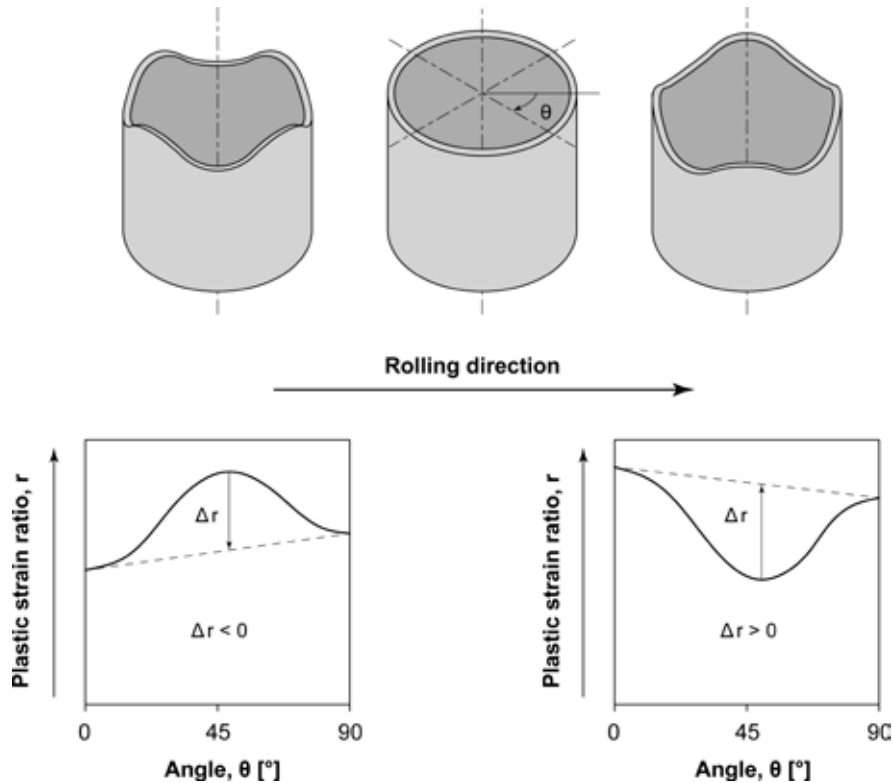 θ
Rolling direction
Plastic strain ratio, r
Δr
Δr < 0
0
45
90
Angle, θ [°]
Plastic strain ratio, r
Δr
Δr > 0
0
45
90
Angle, θ [°]